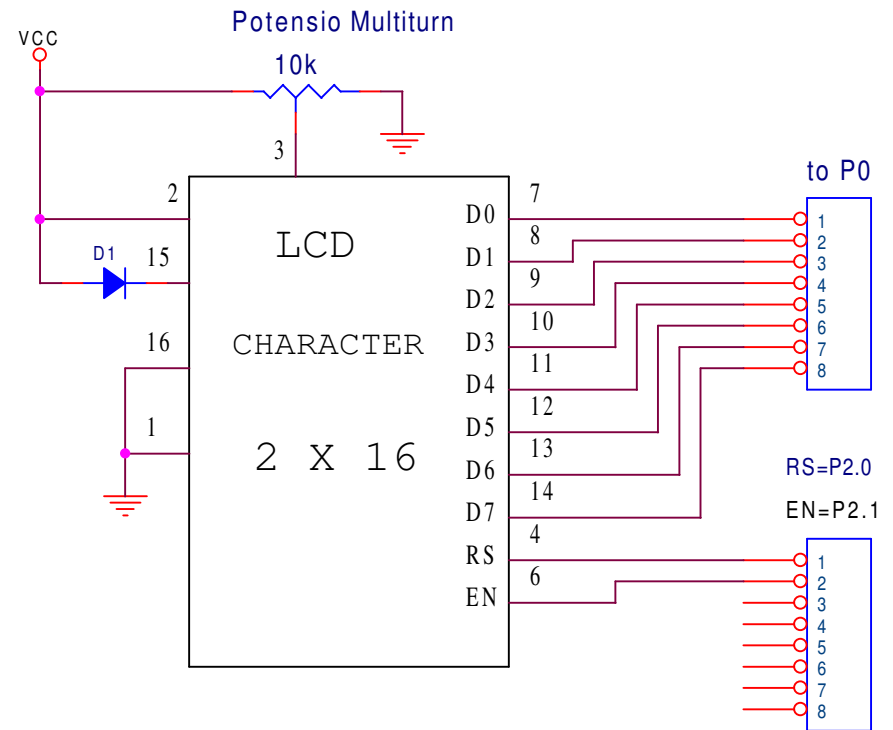 Potensio Multiturn
VCC
10k
3
to P0
2
7
D0
1
LCD
8
D1
2
D1
15
9
3
D2
4
10
5
16
CHARACTER
D3
6
11
7
D4
8
12
1
D5
2 X 16
13
D6
RS=P2.0
14
D7
EN=P2.1
4
RS
1
6
2
EN
3
4
5
6
7
8